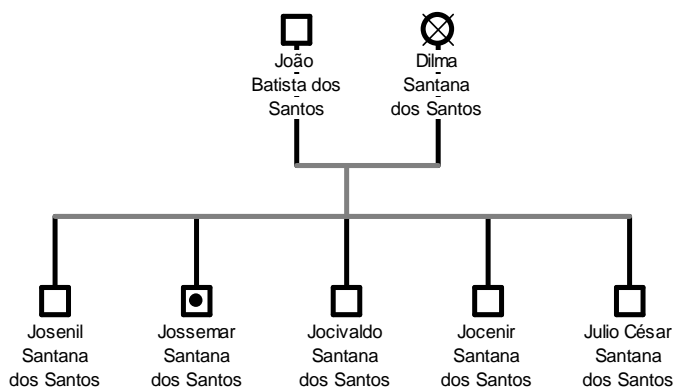 João
Batista dos
Santos
Dilma
Santana
dos Santos
Josenil
Santana
dos Santos
Jossemar
Santana
dos Santos
Jocivaldo
Santana
dos Santos
Jocenir
Santana
dos Santos
Julio César
Santana
dos Santos